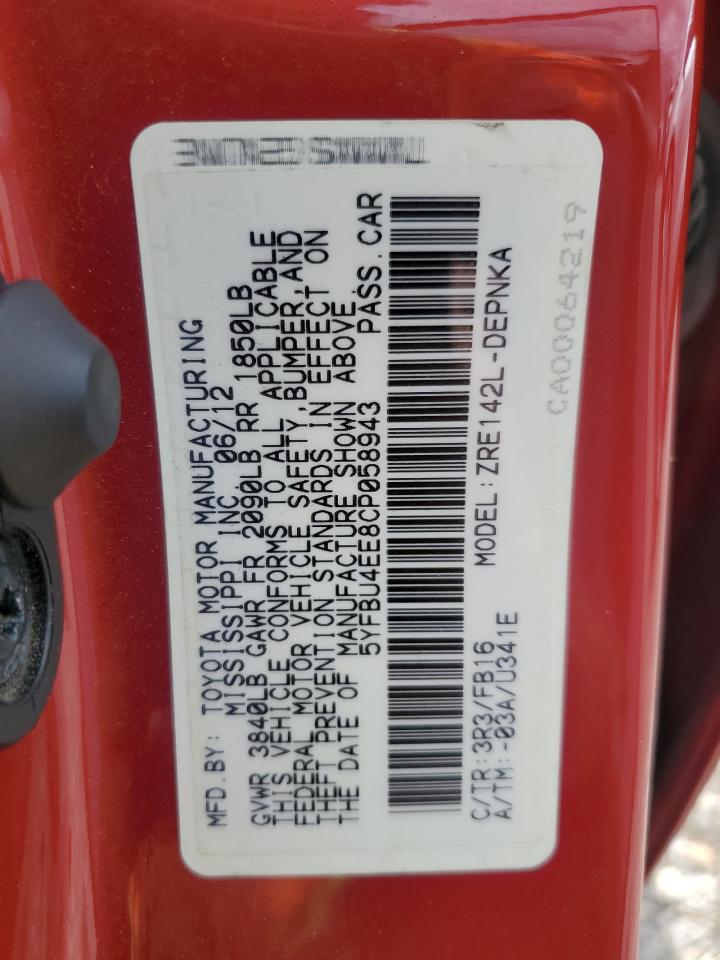 MFD.BY: TOYOTA MOTOR MANUFACTURING
MISSISSIPPI INC. 06/12
GVWR 3840LB GAWR FR 2090LB RR 1850LB
THIS VEHICLE CONFORMS TO ALL APPLICABLE
FEDERAL MOTOR VEHICLE SAFETY, BUMPER, AND
THEFT PREVENTION STANDARDS IN EFFECT ON
THE DATE OF MANUFACTURE SHOWN ABOVE.
5YFBU4EE8CP058943 PASS.CAR
C/TR:3R3/FB16 MODEL:ZRE142L-DEPNKA
A/TM:-03A/U341E
CA00064219